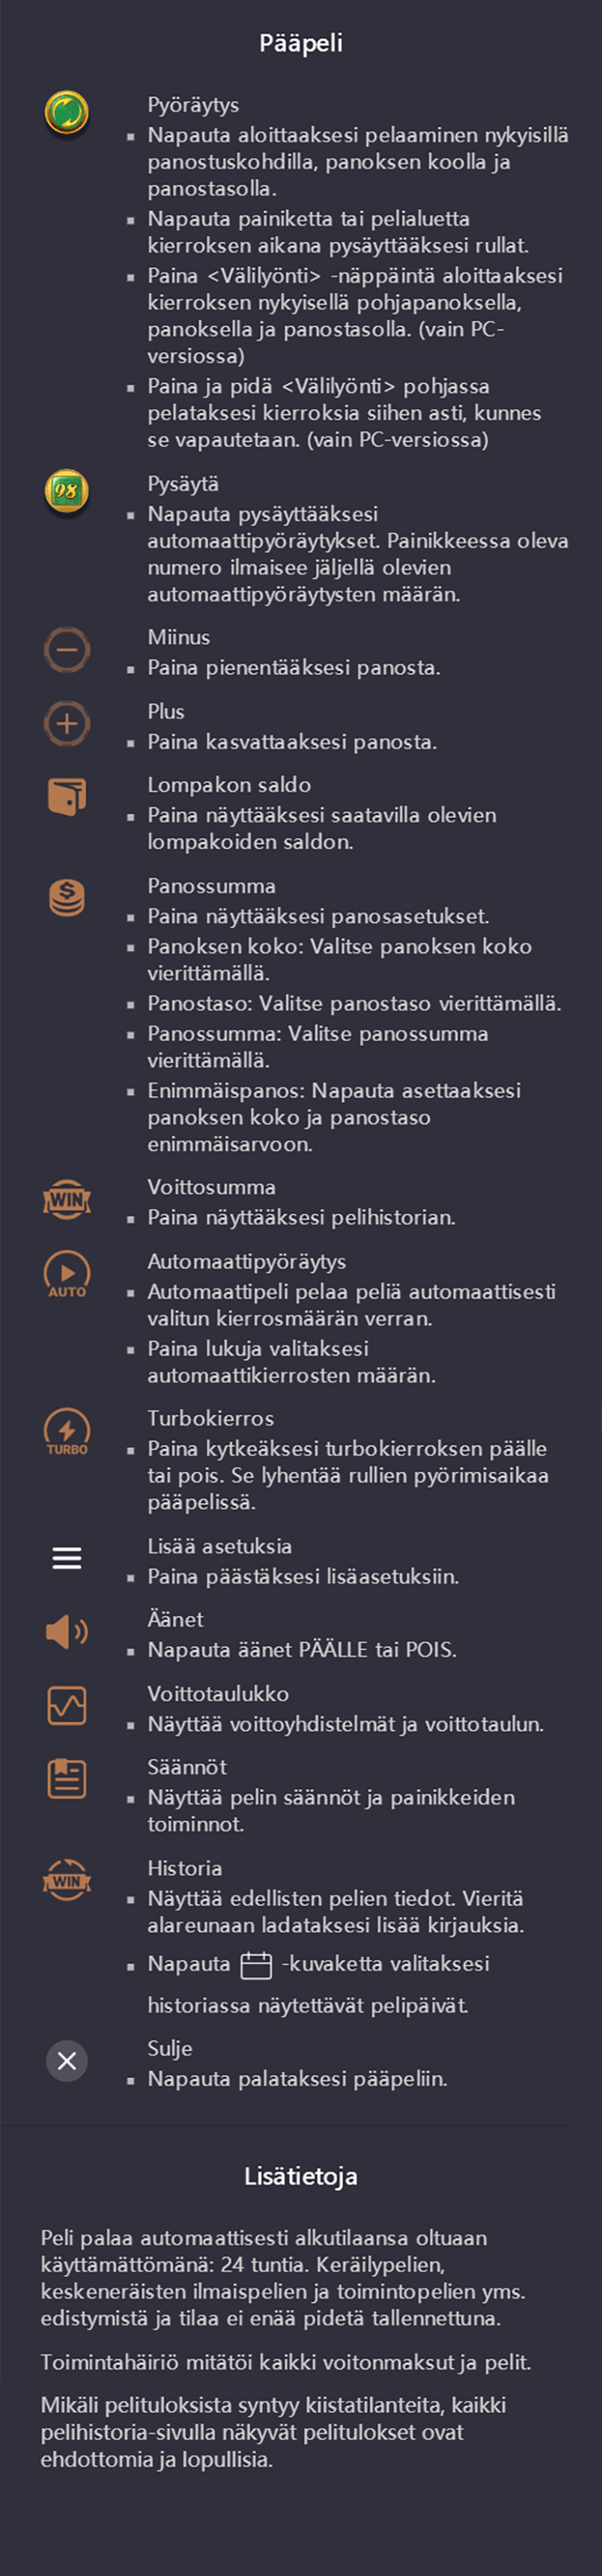 Pääpeli
Pyöräytys
▪ Napauta aloittaaksesi pelaaminen nykyisillä
panostuskohdilla, panoksen koolla ja
panostasolla.
▪ Napauta painiketta tai pelialuetta
kierroksen aikana pysäyttääksesi rullat.
▪ Paina <Välilyönti> -näppäintä aloittaaksesi
kierroksen nykyisellä pohjapanoksella,
panoksella ja panostasolla. (vain PC-
versiossa)
▪ Paina ja pidä <Välilyönti> pohjassa
pelataksesi kierroksia siihen asti, kunnes
se vapautetaan. (vain PC-versiossa)
98
Pysäytä
▪ Napauta pysäyttääksesi
automaattipyöräytykset. Painikkeessa oleva
numero ilmaisee jäljellä olevien
automaattipyöräytysten määrän.
Miinus
▪ Paina pienentääksesi panosta.
Plus
▪ Paina kasvattaaksesi panosta.
Lompakon saldo
▪ Paina näyttääksesi saatavilla olevien
lompakoiden saldon.
$
Panossumma
▪ Paina näyttääksesi panosasetukset.
▪ Panoksen koko: Valitse panoksen koko
vierittämällä.
▪ Panostaso: Valitse panostaso vierittämällä.
▪ Panossumma: Valitse panossumma
vierittämällä.
▪ Enimmäispanos: Napauta asettaaksesi
panoksen koko ja panostaso
enimmäisarvoon.
WIN
Voittosumma
▪ Paina näyttääksesi pelihistorian.
AUTO
Automaattipyöräytys
▪ Automaattipeli pelaa peliä automaattisesti
valitun kierrosmäärän verran.
▪ Paina lukuja valitaksesi
automaattikierrosten määrän.
TURBO
Turbokierros
▪ Paina kytkeäksesi turbokierroksen päälle
tai pois. Se lyhentää rullien pyörimisaikaa
pääpelissä.
Lisää asetuksia
▪ Paina päästäksesi lisäasetuksiin.
Äänet
▪ Napauta äänet PÄÄLLE tai POIS.
Voittotaulukko
▪ Näyttää voittoyhdistelmät ja voittotaulun.
Säännöt
▪ Näyttää pelin säännöt ja painikkeiden
toiminnot.
WIN
Historia
▪ Näyttää edellisten pelien tiedot. Vieritä
alareunaan ladataksesi lisää kirjauksia.
▪ Napauta -kuvaketta valitaksesi
historiassa näytettävät pelipäivät.
Sulje
▪ Napauta palataksesi pääpeliin.
Lisätietoja
Peli palaa automaattisesti alkutilaansa oltuaan
käyttämättömänä: 24 tuntia. Keräilypelien,
keskeneräisten ilmaispelien ja toimintopelien yms.
edistymistä ja tilaa ei enää pidetä tallennettuna.
Toimintahäiriö mitätöi kaikki voitonmaksut ja pelit.
Mikäli pelituloksista syntyy kiistatilanteita, kaikki
pelihistoria-sivulla näkyvät pelitulokset ovat
ehdottomia ja lopullisia.